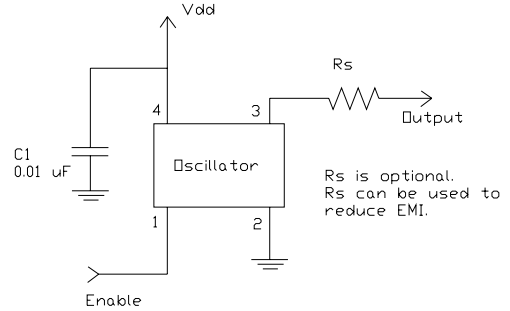 Vdd
Rs
4
3
Output
C1
0.01 uF
Oscillator
Rs is optional.
Rs can be used to
reduce EMI.
1
2
Enable